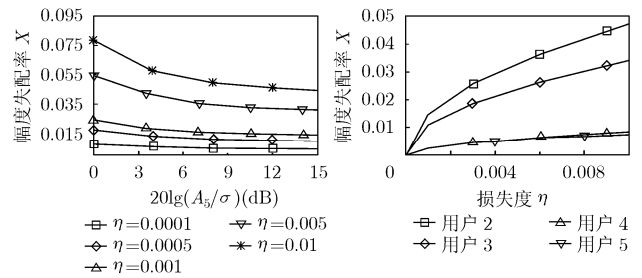 幅度失配率 X
0.095
0.075
0.055
0.035
0.015
0 3 6 9 12 15
20lg(A₅/σ)(dB)
η=0.0001
η=0.005
η=0.0005
η=0.01
η=0.001
幅度失配率 X
0.05
0.04
0.03
0.02
0.01
0 0.004 0.008
损失度 η
用户 2
用户 4
用户 3
用户 5